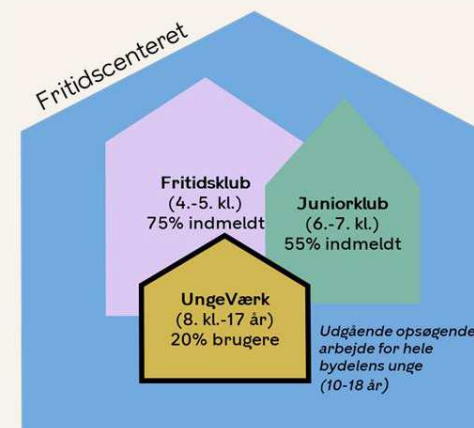 Fritidscenteret
Fritidsklub
(4.-5. kl.)
75% indmeldt
Juniorklub
(6.-7. kl.)
55% indmeldt
UngeVærk
(8. kl.-17 år)
20% brugere
Udgående opsøgende
arbejde for hele
bydelens unge
(10-18 år)